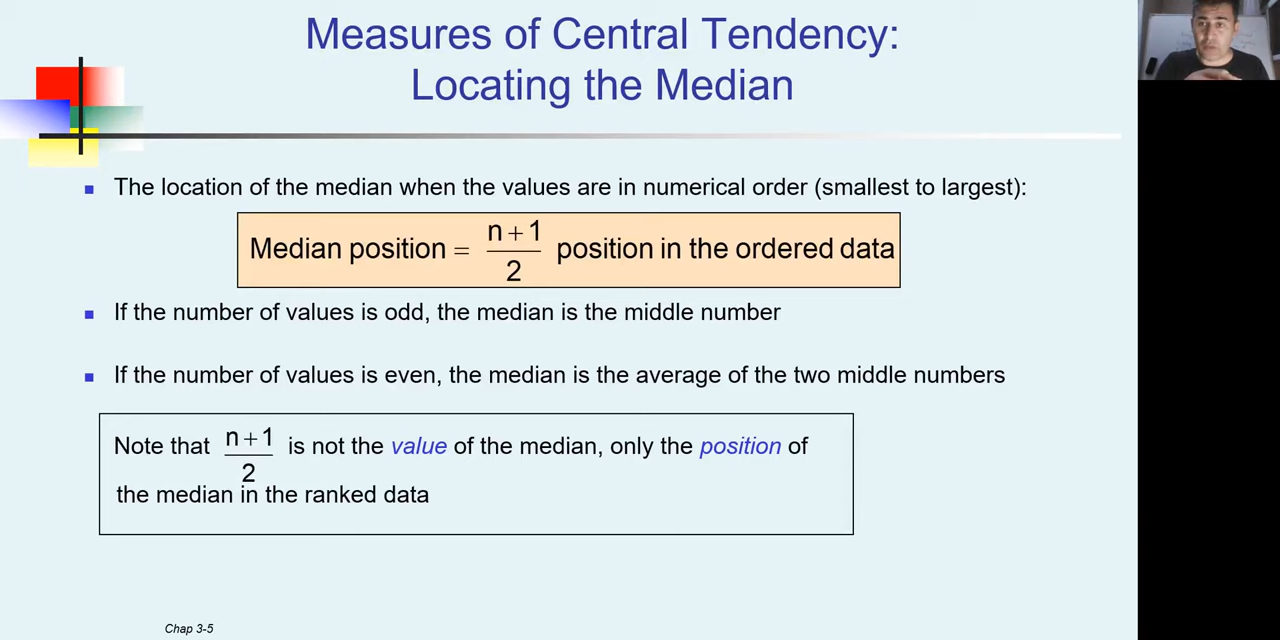 Measures of Central Tendency:
Locating the Median
The location of the median when the values are in numerical order (smallest to largest):
Median position = (n + 1)/2 position in the ordered data
If the number of values is odd, the median is the middle number
If the number of values is even, the median is the average of the two middle numbers
Note that (n + 1)/2 is not the value of the median, only the position of
the median in the ranked data
Chap 3-5